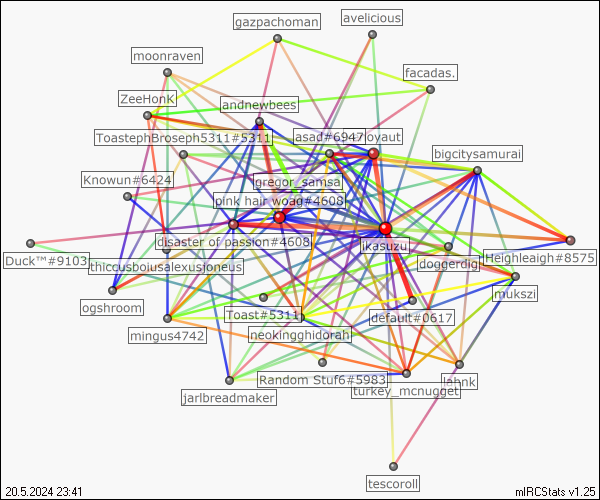 gazpachoman
avelicious
moonraven
facadas.
ZeeHonk
andnewbees
ToastephBroseph5311#5311
asad#6947
loyaut
bigcitysamurai
Knowun#6424
gregor_samsa
pink hair woag#4608
disaster of passion#4608
ikasuzu
Duck™#9103
thiccusboiusalexusjoneus
doggerdig
Heighleaigh#8575
ogshroom
mukszi
Toast#5311
default#0617
mingus4742
neokingghidorah
Random Stuf6#5983
turkey_mcnugget
jarlbreadmaker
tescoroll
20.5.2024 23:41
mIRCStats v1.25